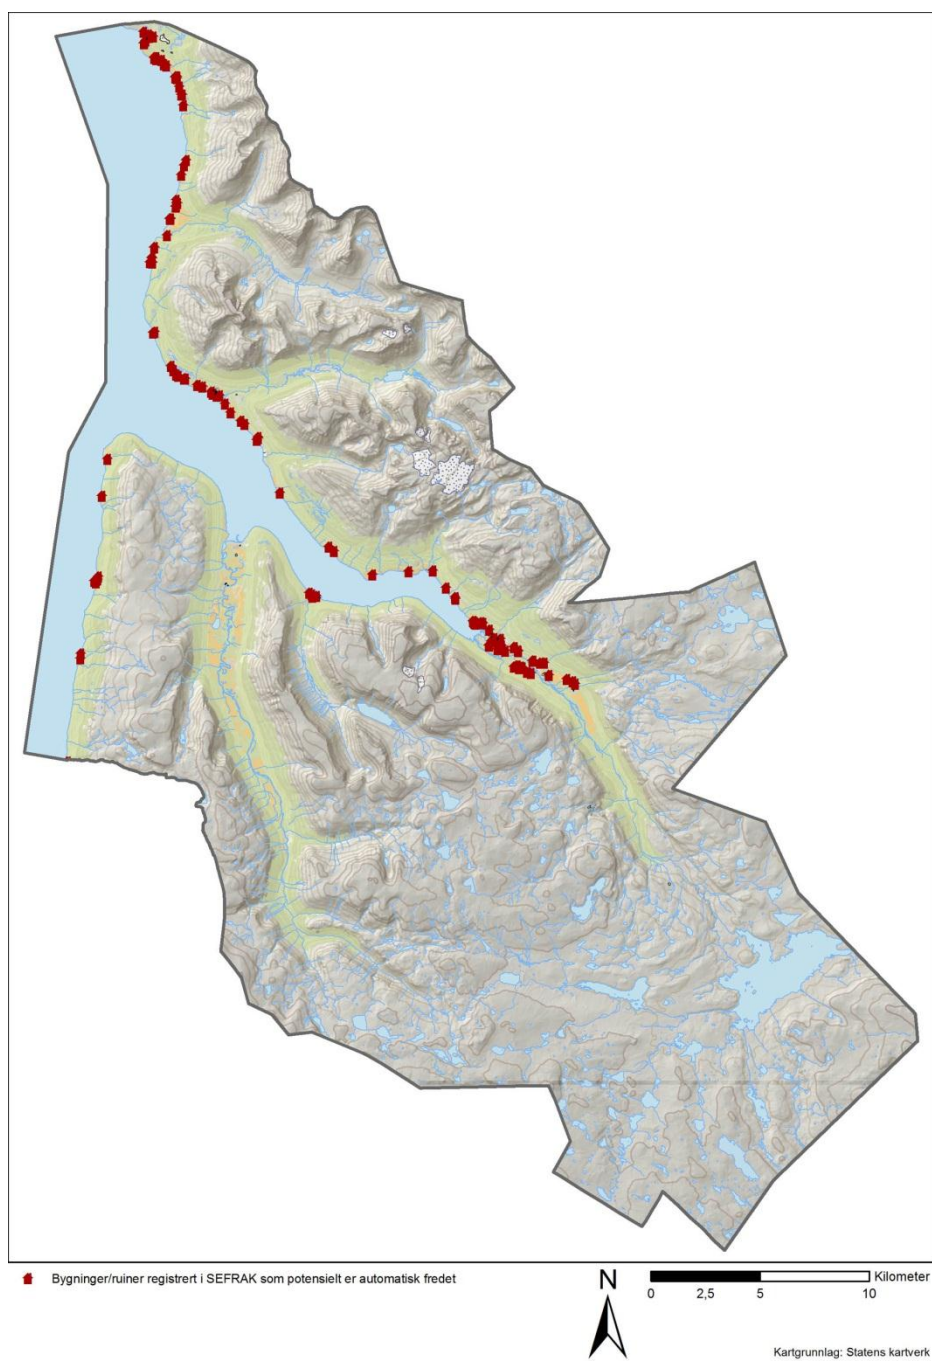 Bygninger/ruiner registrert i SEFRAK som potensielt er automatisk fredet
N
Kilometer
0 2,5 5 10
Kartgrunnlag: Statens kartverk